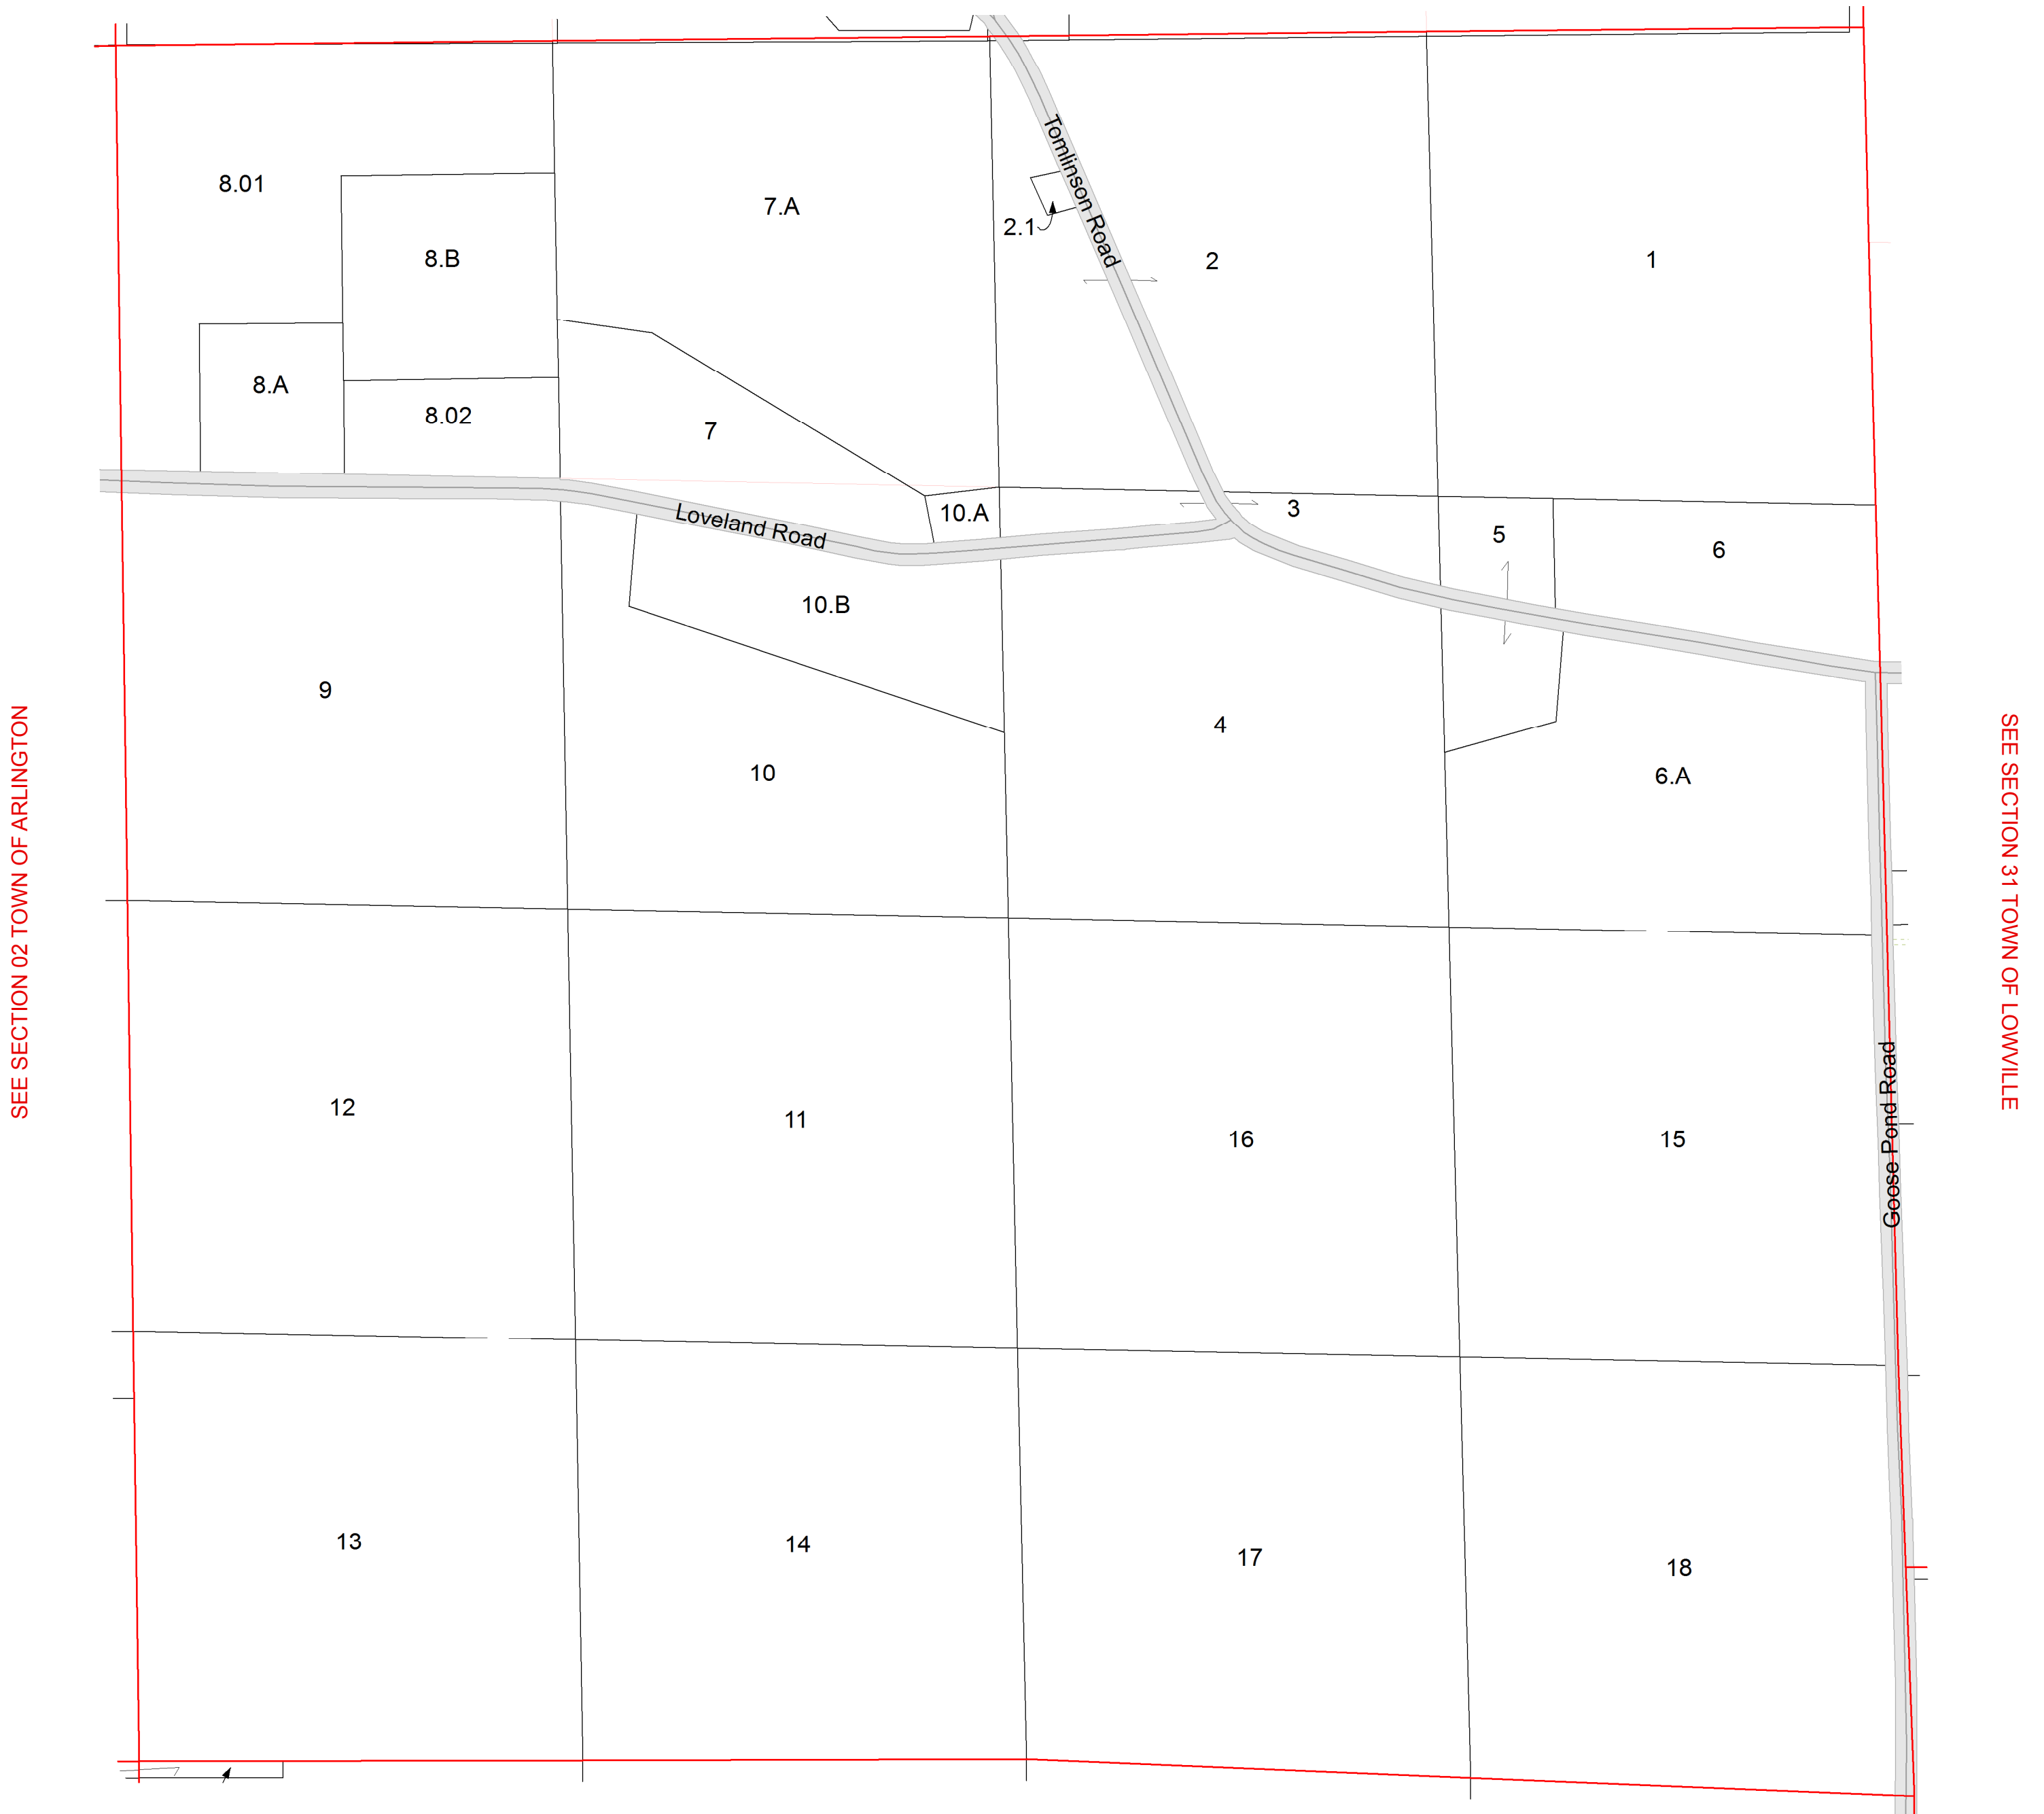 8.01
7.A
Tomlinson Road
2.1
8.B
2
1
8.A
8.02
7
10.A
3
5
6
Loveland Road
10.B
9
4
10
6.A
SEE SECTION 02 TOWN OF ARLINGTON
SEE SECTION 31 TOWN OF LOWVILLE
12
11
16
15
Goose Pond Road
13
14
17
18